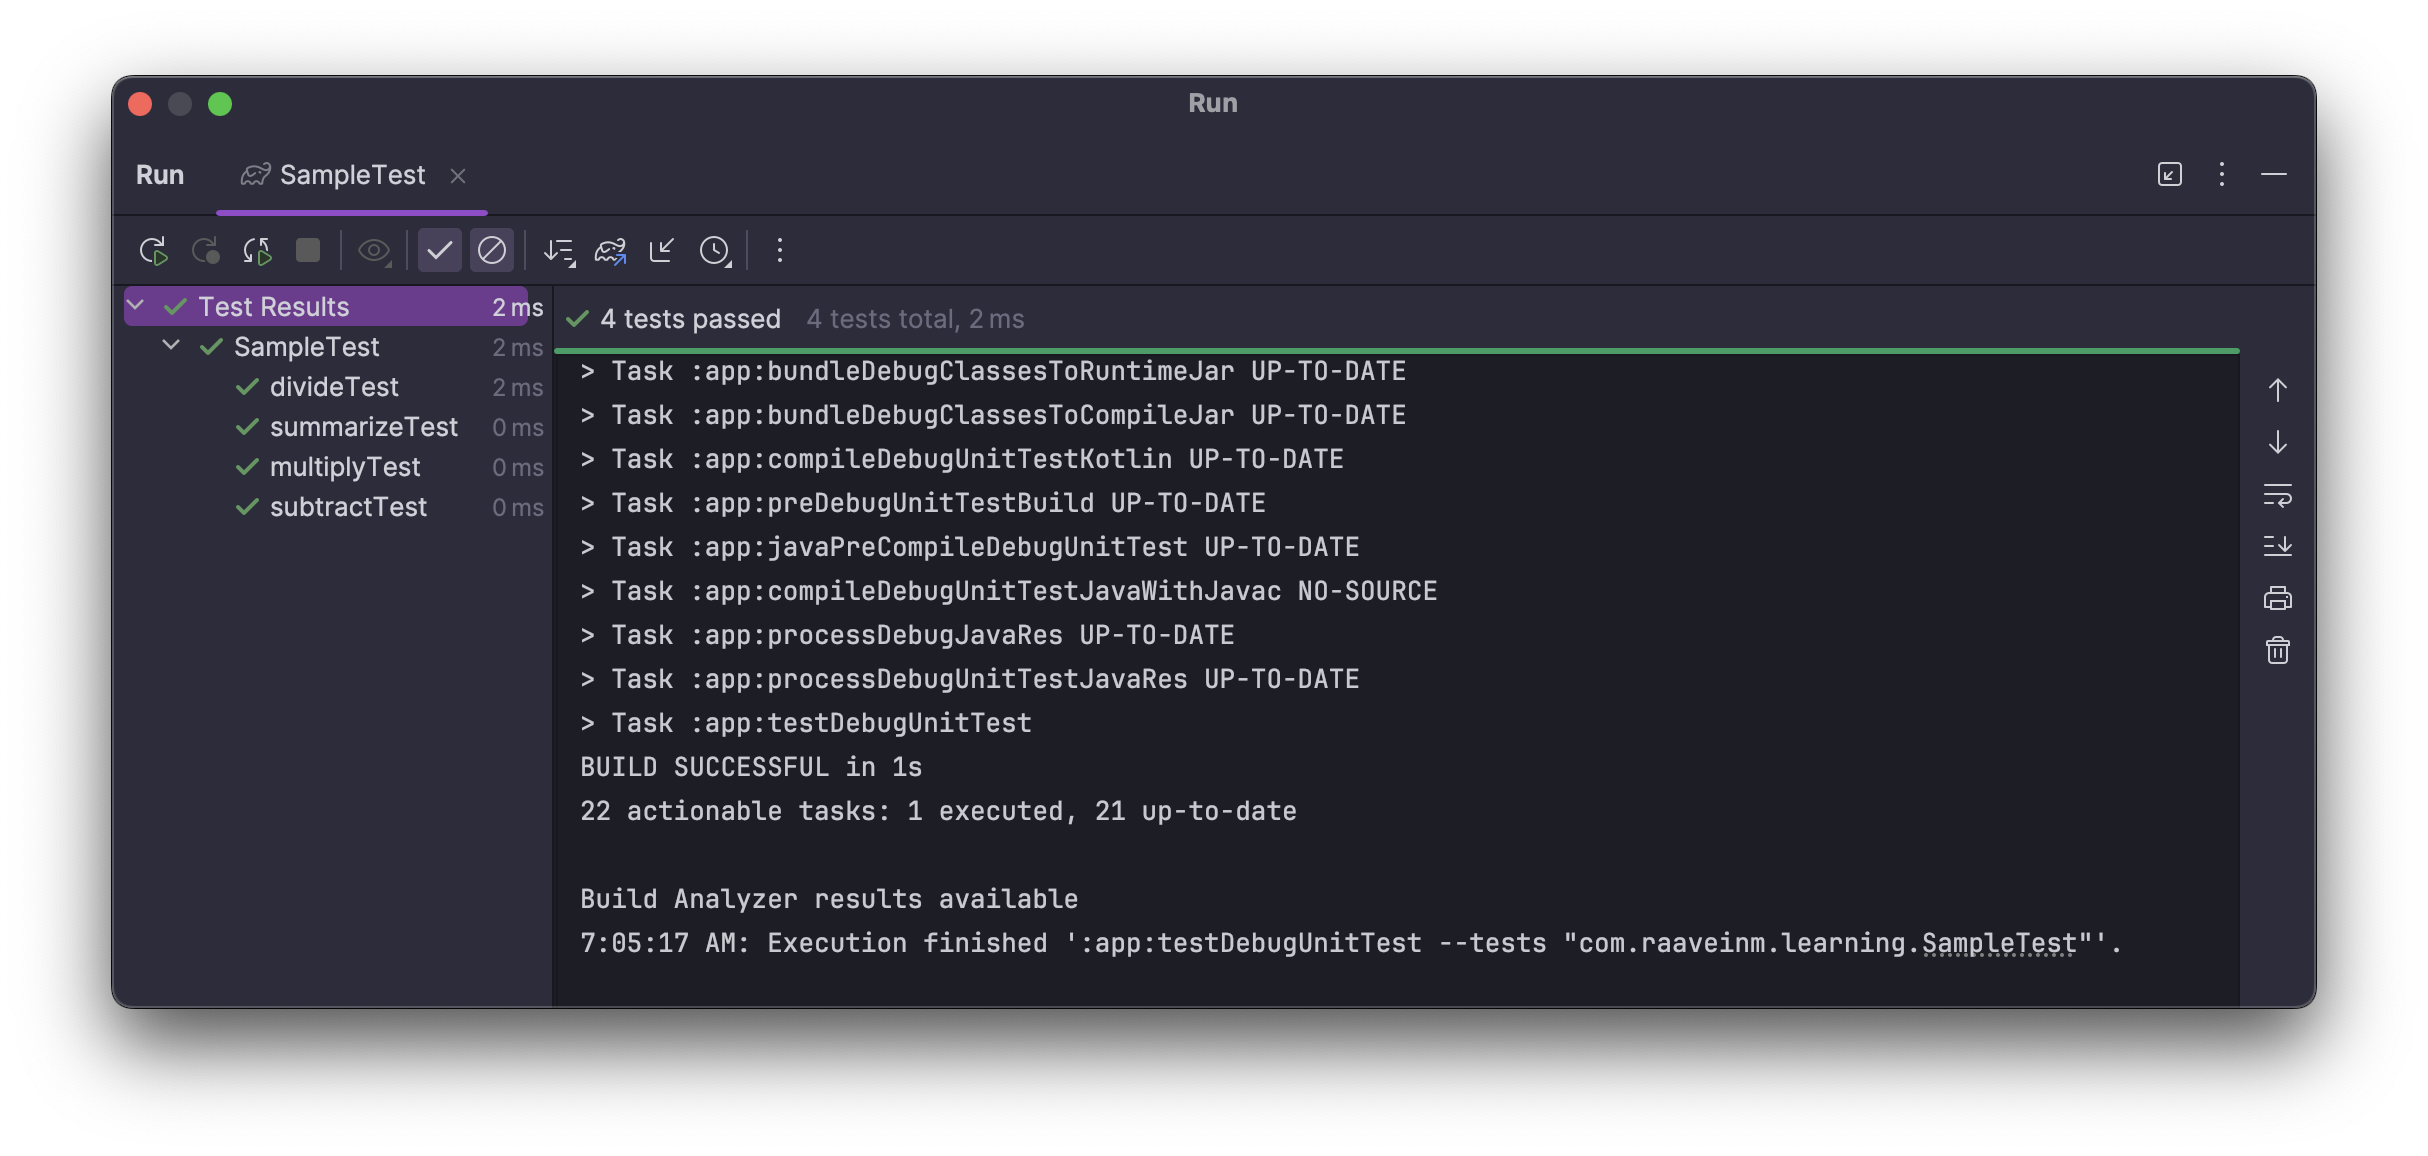 Run
Run SampleTest
Test Results 2 ms
SampleTest 2 ms
divideTest 2 ms
summarizeTest 0 ms
multiplyTest 0 ms
subtractTest 0 ms
4 tests passed 4 tests total, 2 ms
> Task :app:bundleDebugClassesToRuntimeJar UP-TO-DATE
> Task :app:bundleDebugClassesToCompileJar UP-TO-DATE
> Task :app:compileDebugUnitTestKotlin UP-TO-DATE
> Task :app:preDebugUnitTestBuild UP-TO-DATE
> Task :app:javaPreCompileDebugUnitTest UP-TO-DATE
> Task :app:compileDebugUnitTestJavaWithJavac NO-SOURCE
> Task :app:processDebugJavaRes UP-TO-DATE
> Task :app:processDebugUnitTestJavaRes UP-TO-DATE
> Task :app:testDebugUnitTest
BUILD SUCCESSFUL in 1s
22 actionable tasks: 1 executed, 21 up-to-date
Build Analyzer results available
7:05:17 AM: Execution finished ':app:testDebugUnitTest --tests "com.raaveinm.learning.SampleTest"'.